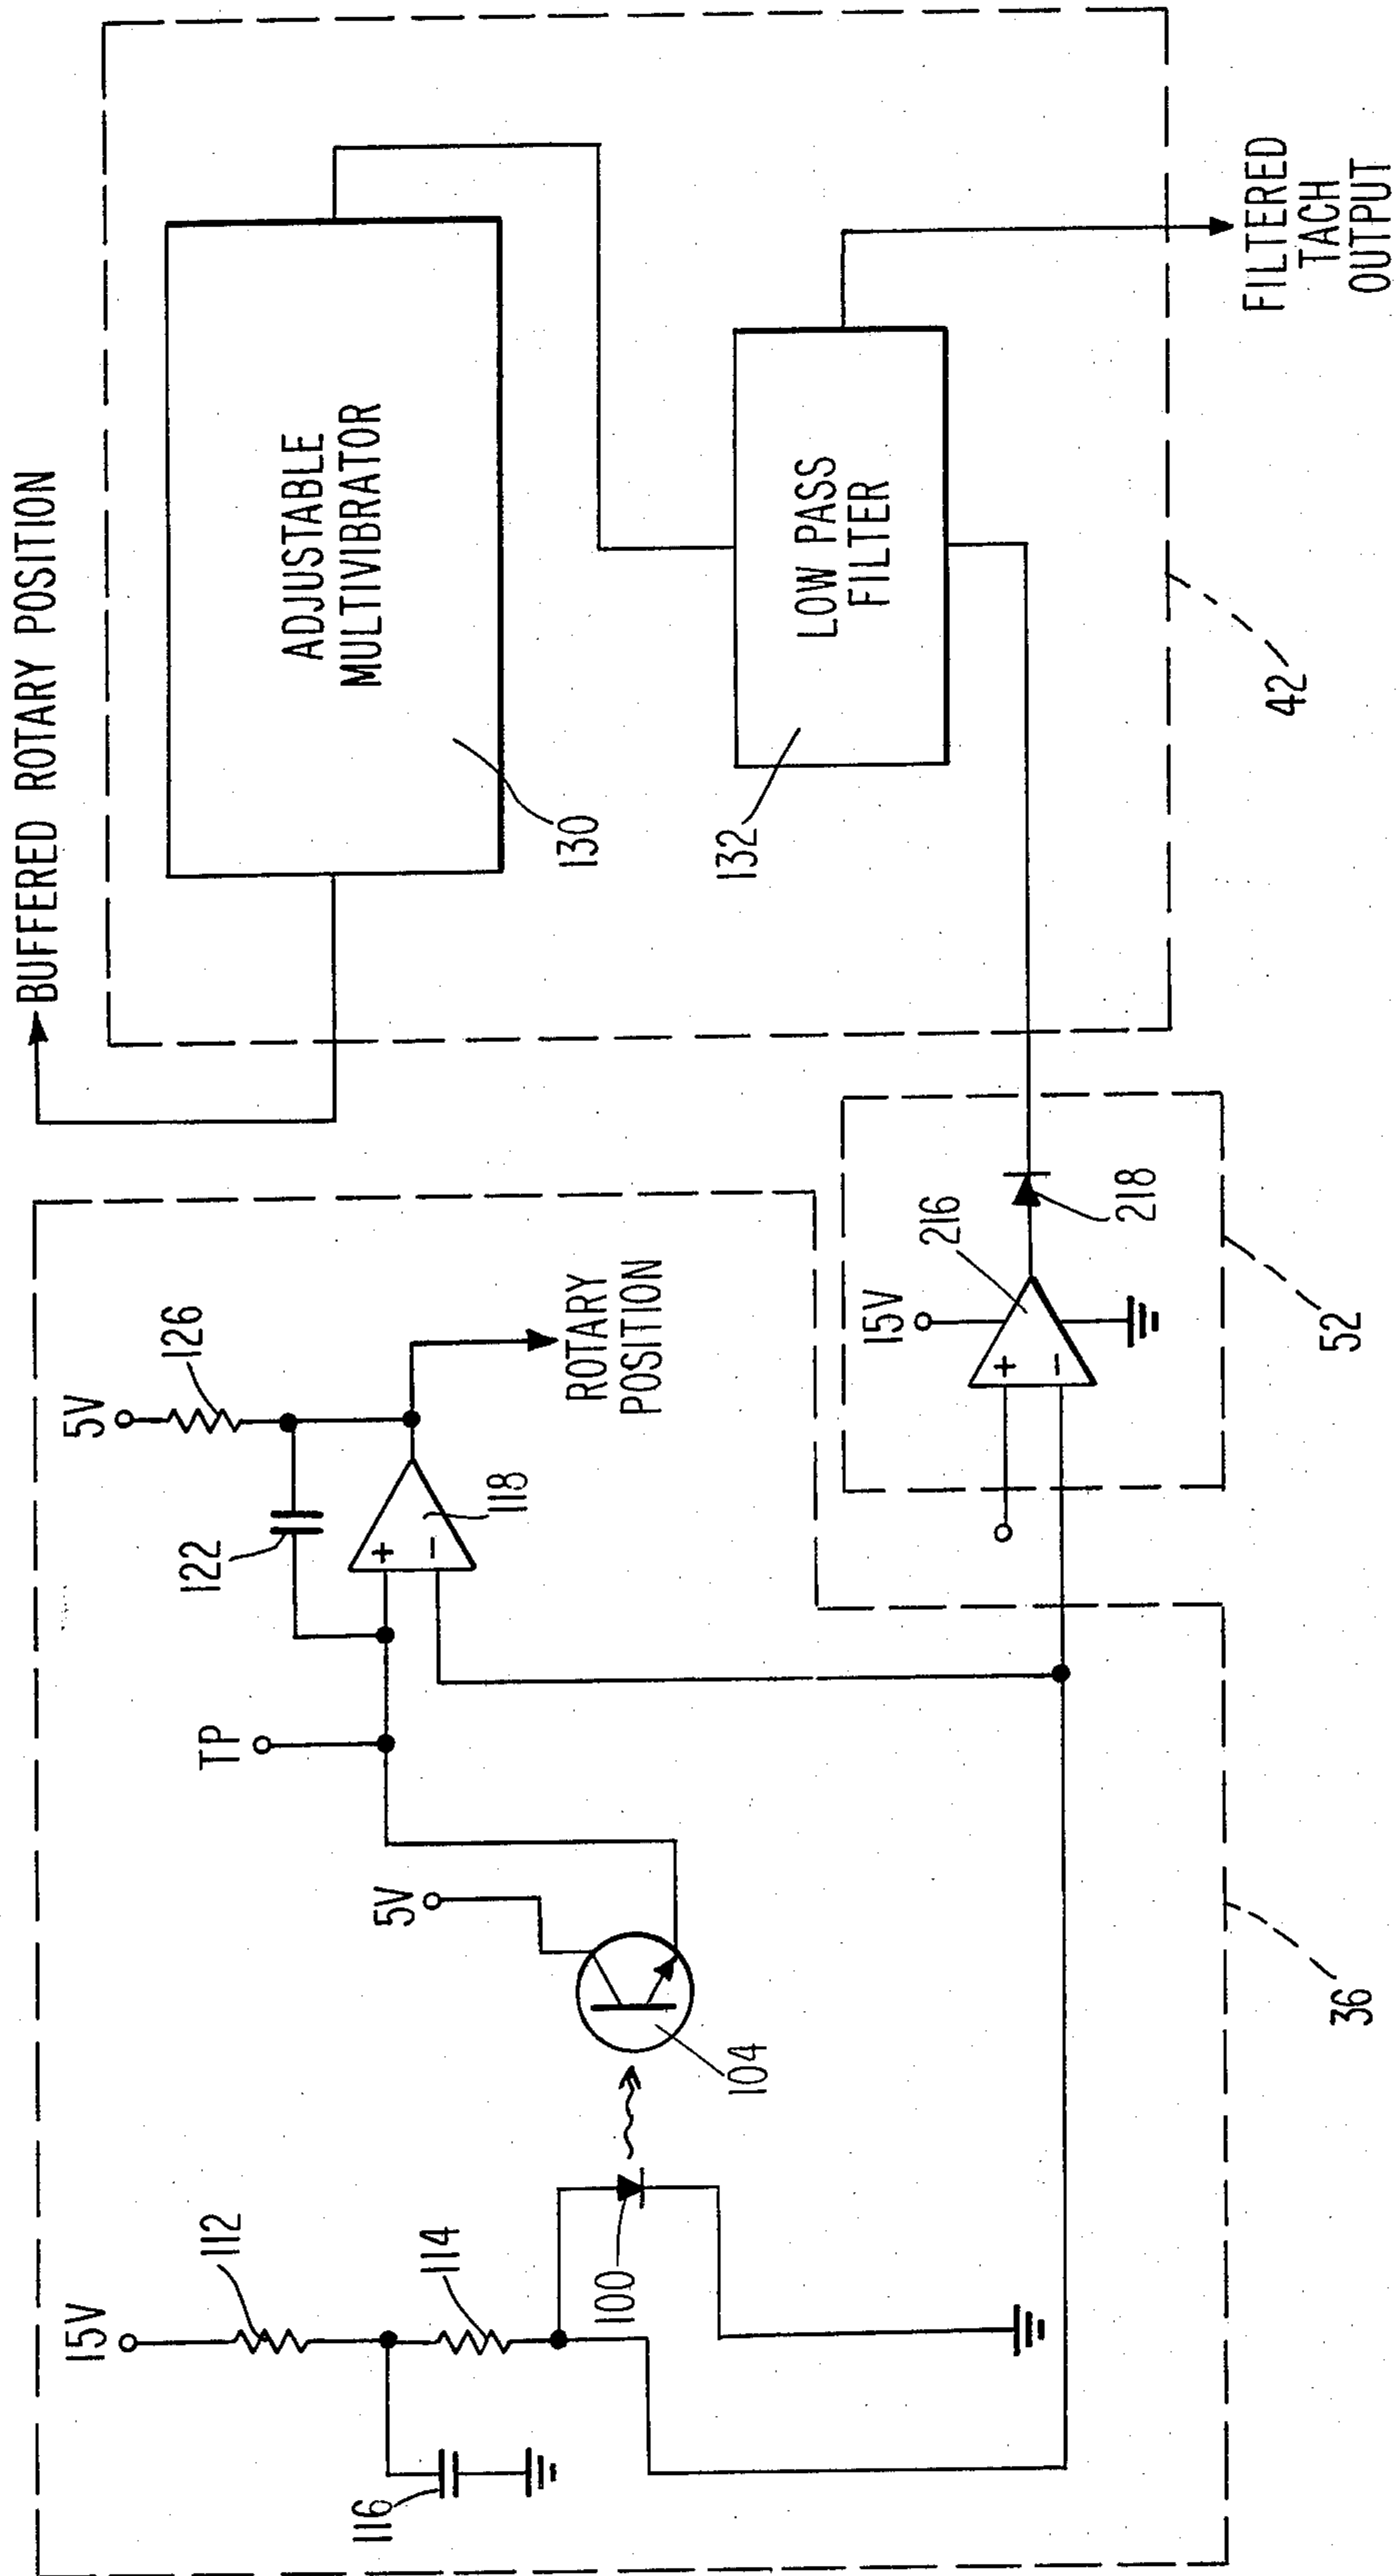 BUFFERED ROTARY POSITION
15V
112
114
116
100
104
5V
TP
122
5V
126
+
−
118
ROTARY
POSITION
36
15V
216
+
−
218
52
ADJUSTABLE
MULTIVIBRATOR
130
LOW PASS
FILTER
132
42
FILTERED
TACH
OUTPUT